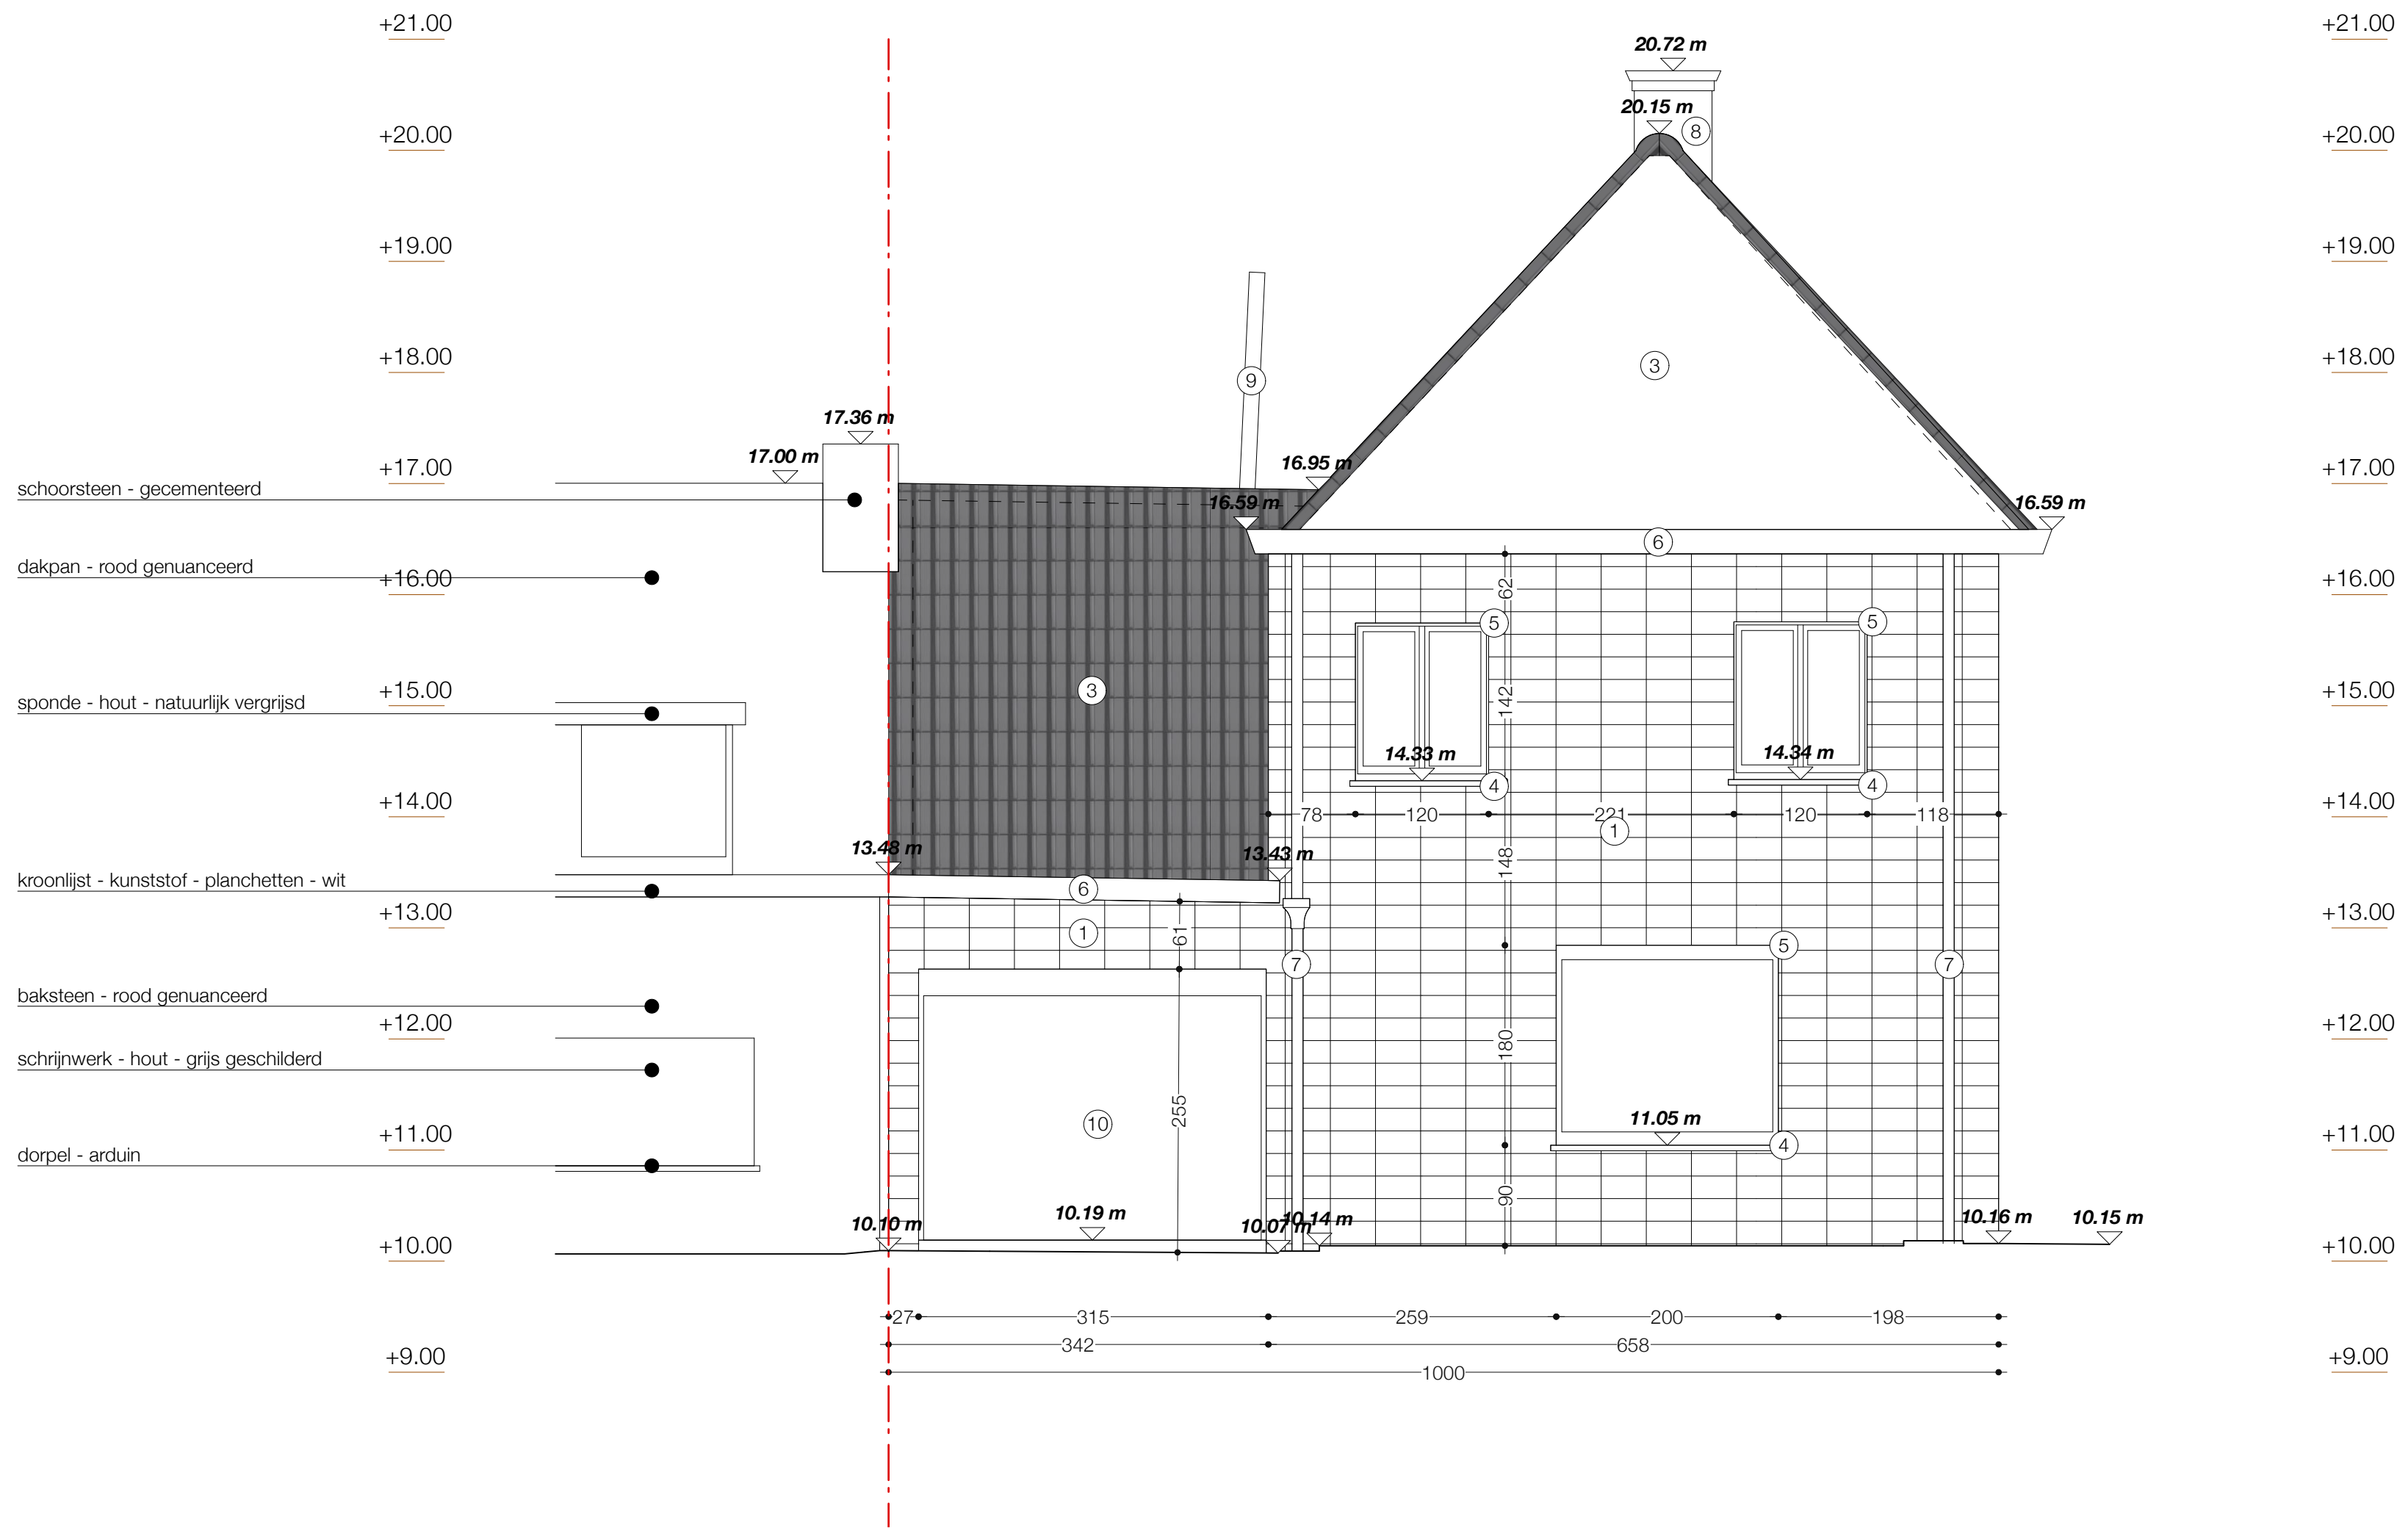 +21.00
+21.00
20.72 m
20.15 m
8
+20.00
+20.00
+19.00
+19.00
+18.00
3
9
+18.00
17.36 m
17.00 m
16.95 m
+17.00
+17.00
schoorsteen - gecementeerd
16.59 m
16.59 m
6
dakpan - rood genuanceerd
+16.00
+16.00
62
5
5
sponde - hout - natuurlijk vergrijsd
+15.00
+15.00
3
142
14.33 m
14.34 m
4
4
+14.00
+14.00
78
120
221
120
118
1
13.48 m
13.43 m
148
kroonlijst - kunststof - planchetten - wit
6
+13.00
+13.00
1
61
5
7
7
baksteen - rood genuanceerd
+12.00
+12.00
180
schrijnwerk - hout - grijs geschilderd
255
10
11.05 m
+11.00
+11.00
4
dorpel - arduin
90
10.10 m
10.19 m
10.07 m
10.14 m
10.16 m
10.15 m
+10.00
+10.00
27
315
259
200
198
342
658
+9.00
+9.00
1000